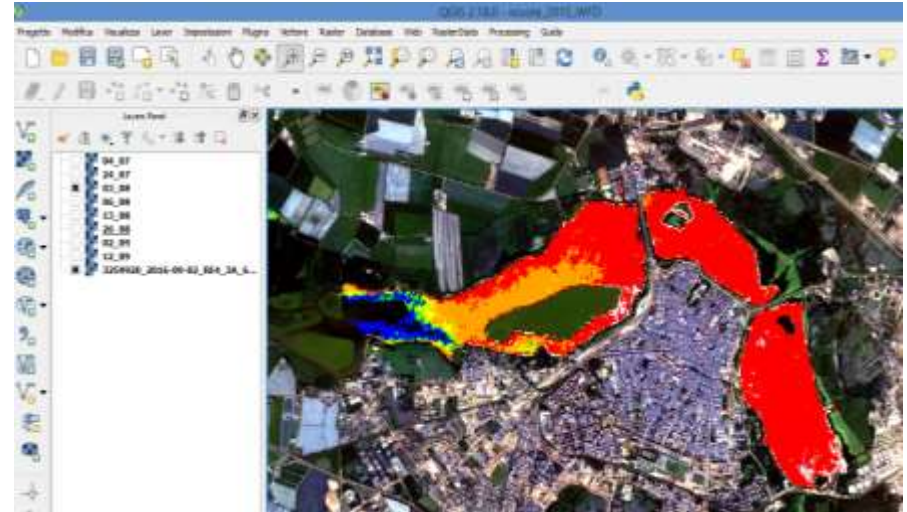 QGIS 2.18.0 - 
Progetto Modifica Visualizza Layer Impostazioni Plugins Vettore Raster Database Web Processing Guida
Layers Panel
04_07
24_07
03_08
06_08
13_08
20_08
02_09
12_09